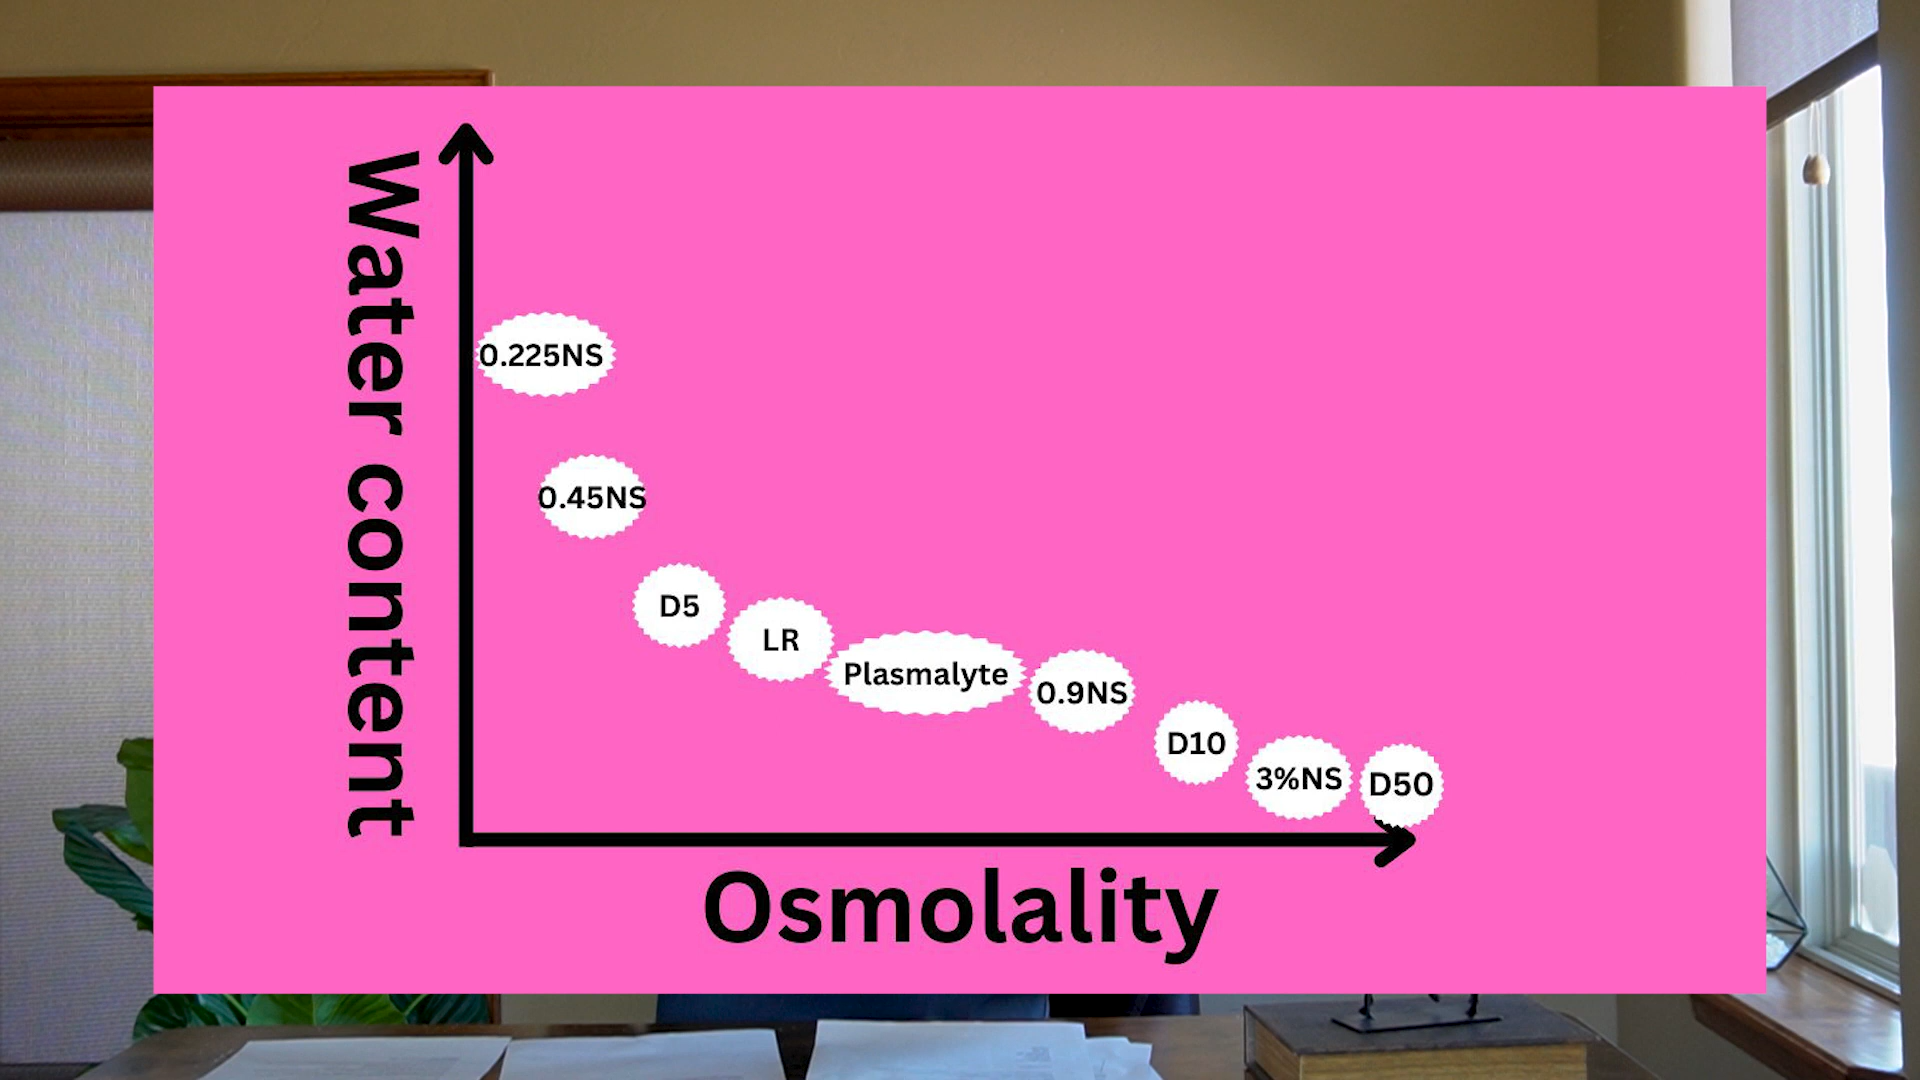 Water content
0.225NS
0.45NS
D5
LR
Plasmalyte
0.9NS
D10
3%NS
D50
Osmolality